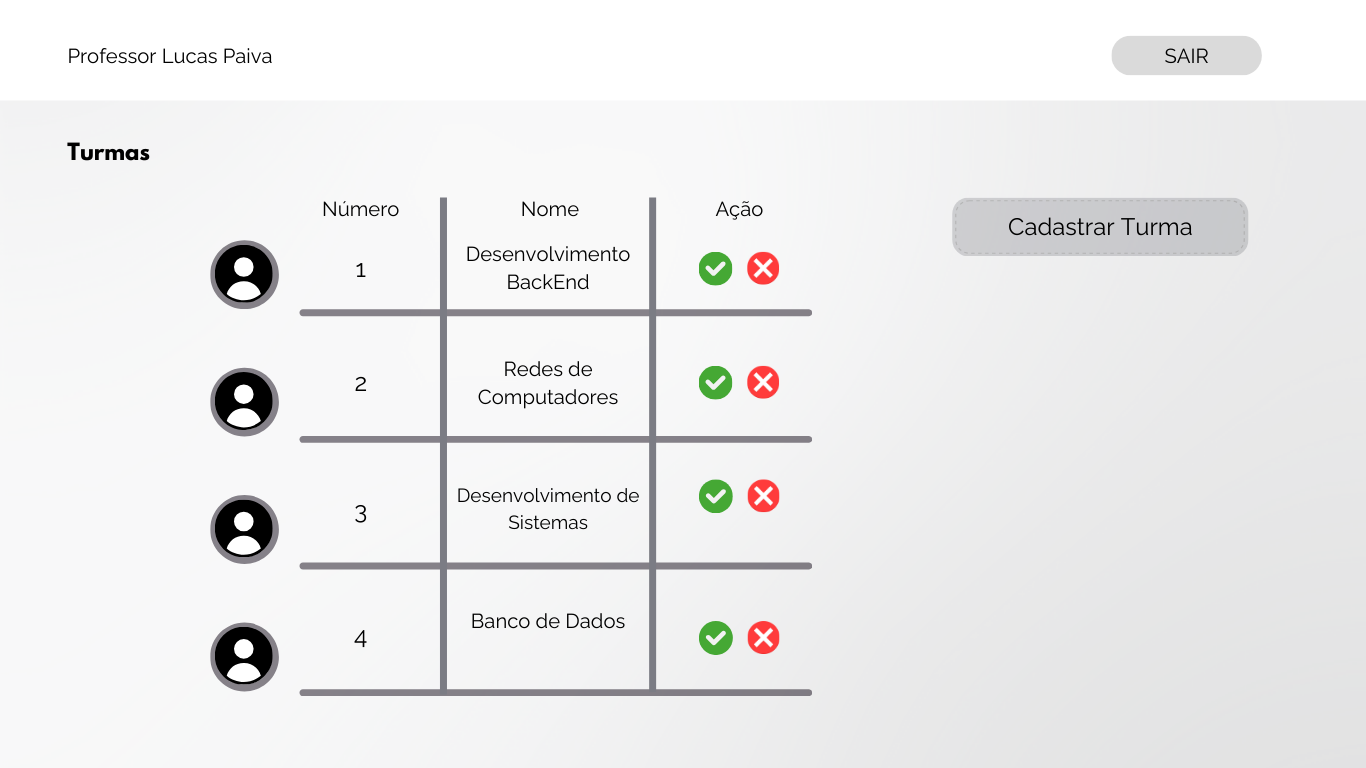 Professor Lucas Paiva
SAIR
Turmas
Número
Nome
Ação
Cadastrar Turma
1
Desenvolvimento
BackEnd
2
Redes de
Computadores
3
Desenvolvimento de
Sistemas
4
Banco de Dados